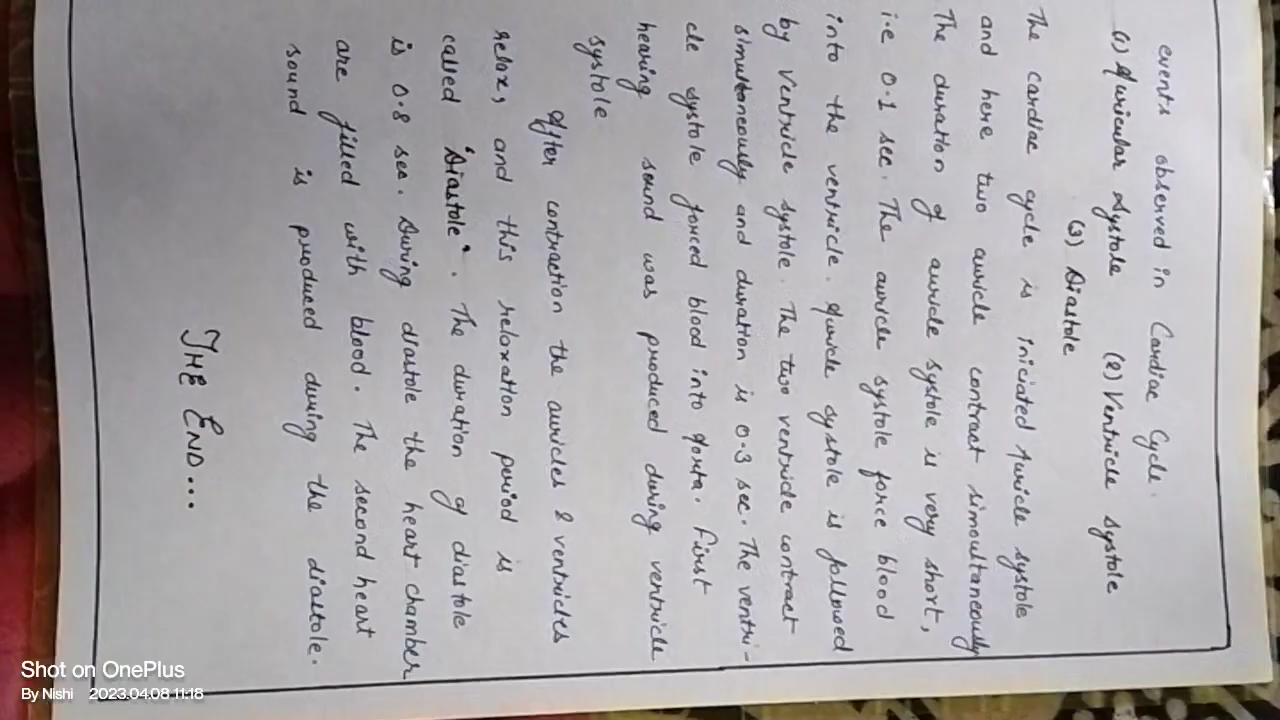 events observed in Cardiac Cycle.
(1) Auricular systole (2) Ventricle systole
(3) Diastole
The cardiac cycle is iniciated Auricle systole
and here two auricle contract simoultaneously
The duration of auricle systole is very short,
i.e 0.1 sec. The auricle systole force blood
into the ventricle. Auricle systole is followed
by ventricle systole. The two ventricle contract
simulteneously and duration is 0.3 sec. The ventri-
cle systole forced blood into Aorta. First
hearing sound was produced during ventricle
systole
After contraction the auricles & ventricles
relax, and this relaxation period is
called "Diastole". The duration of diastole
is 0.8 sec. During diastole the heart chamber
are filled with blood. The second heart
sound is produced during the diastole.
THE END...
Shot on OnePlus
By Nishi 2023.04.08 11:18